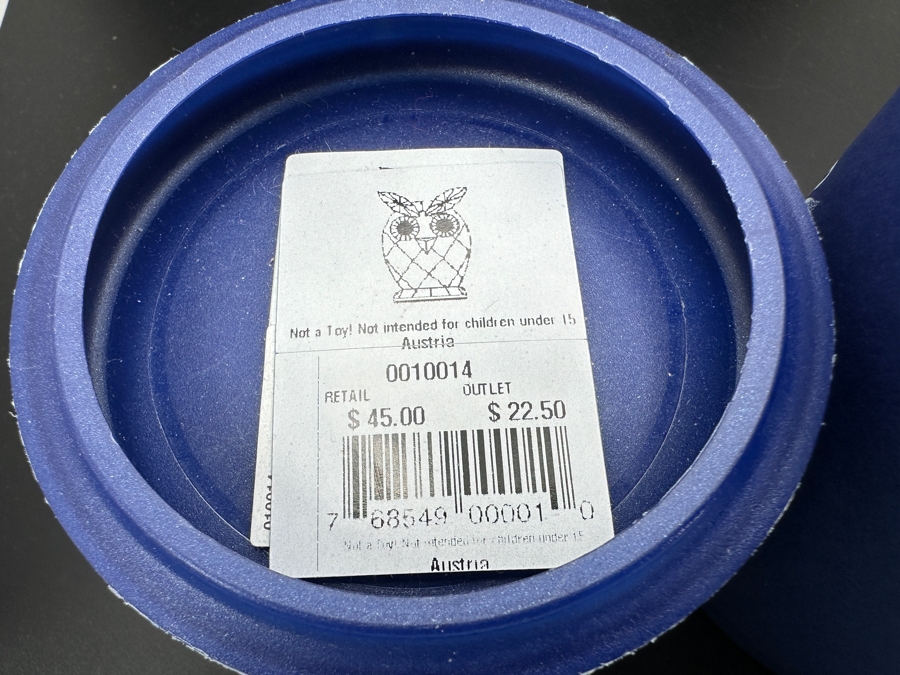 Not a Toy! Not intended for children under 15
Austria
0010014
RETAIL OUTLET
$ 45.00 $ 22.50
7 68549 00001 0
Not a Toy! Not intended for children under 15
Austria